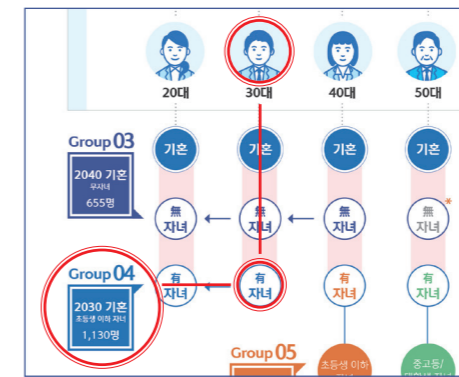 20대 30대 40대 50대
Group 03
기혼 기혼 기혼 기혼
2040 기혼
무자녀
655명
無 無 無 無 *
자녀 자녀 자녀 자녀
Group 04
有 有 有 有
자녀 자녀 자녀 자녀
2030 기혼
초등생 이하 자녀
1,130명
Group 05
초등생 이하 중고등/